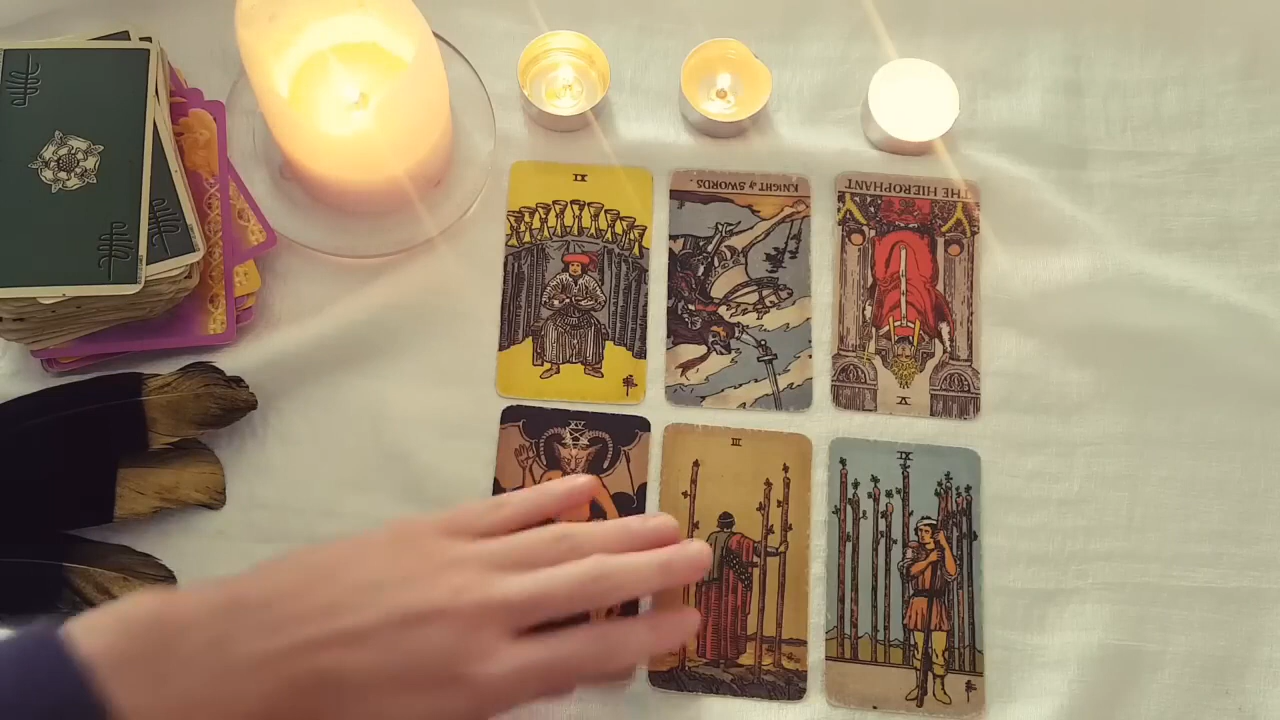 IX
KNIGHT of SWORDS.
THE HIEROPHANT
V
XV
III
IX